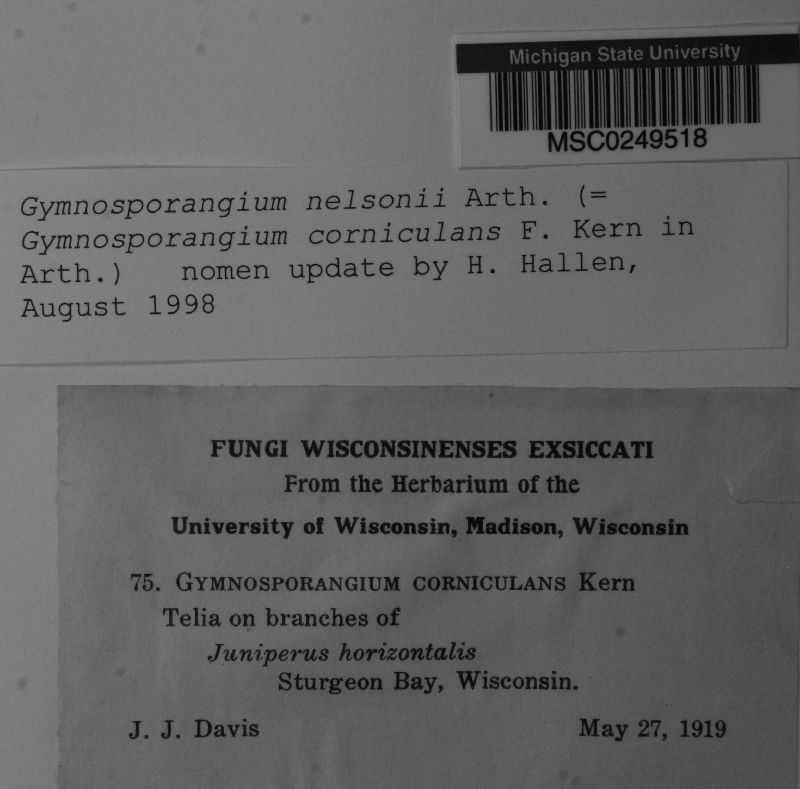 Michigan State University
MSC0249518
Gymnosporangium nelsonii Arth. (=
Gymnosporangium corniculans F. Kern in
Arth.) nomen update by H. Hallen,
August 1998
FUNGI WISCONSINENSES EXSICCATI
From the Herbarium of the
University of Wisconsin, Madison, Wisconsin
75. GYMNOSPORANGIUM CORNICULANS Kern
Telia on branches of
Juniperus horizontalis
Sturgeon Bay, Wisconsin.
J. J. Davis May 27, 1919